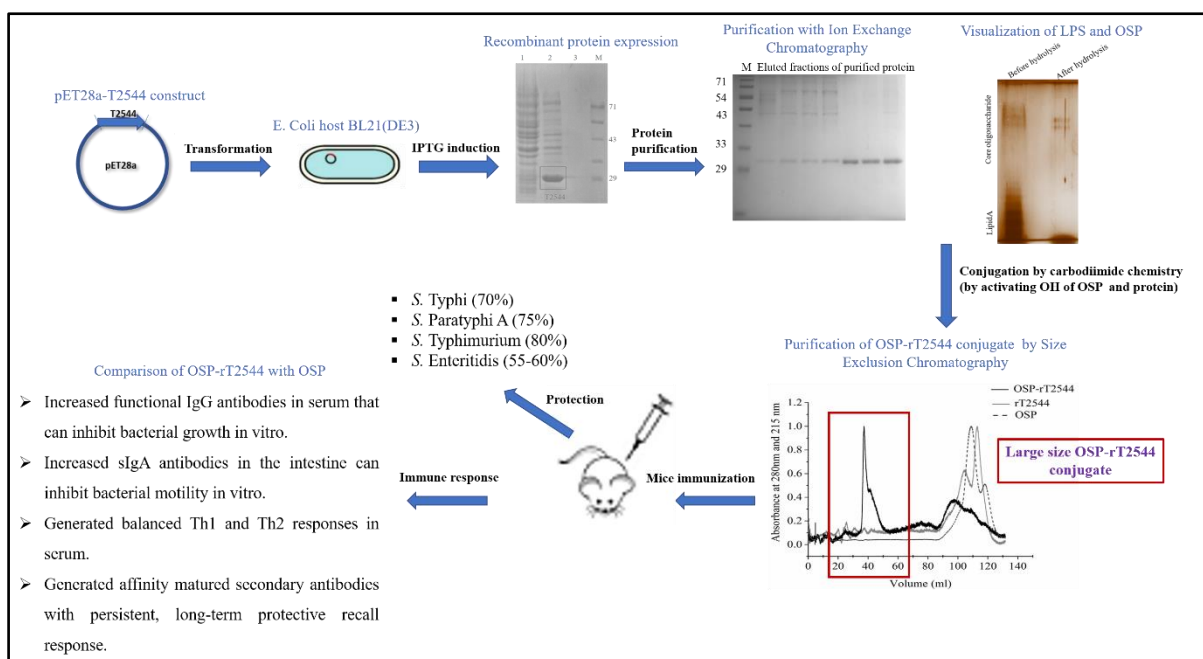 Recombinant protein expression
1 2 3 M
71
43
29
T2544
Purification with Ion Exchange
Chromatography
M Eluted fractions of purified protein
71
54
43
33
29
Visualization of LPS and OSP
Before hydrolysis
After hydrolysis
Core oligosaccharide
LipidA
pET28a-T2544 construct
T2544
pET28a
Transformation
E. Coli host BL21(DE3)
IPTG induction
Protein
purification
Conjugation by carbodiimide chemistry
(by activating OH of OSP and protein)
Purification of OSP-rT2544 conjugate by Size
Exclusion Chromatography
OSP-rT2544
rT2544
OSP
Large size OSP-rT2544
conjugate
Absorbance at 280nm and 215 nm
1.2
1.0
0.8
0.6
0.4
0.2
0.0
0 20 40 60 80 100 120 140
Volume (ml)
Mice immunization
Protection
▪ S. Typhi (70%)
▪ S. Paratyphi A (75%)
▪ S. Typhimurium (80%)
▪ S. Enteritidis (55-60%)
Immune response
Comparison of OSP-rT2544 with OSP
➢ Increased functional IgG antibodies in serum that
can inhibit bacterial growth in vitro.
➢ Increased sIgA antibodies in the intestine can
inhibit bacterial motility in vitro.
➢ Generated balanced Th1 and Th2 responses in
serum.
➢ Generated affinity matured secondary antibodies
with persistent, long-term protective recall
response.